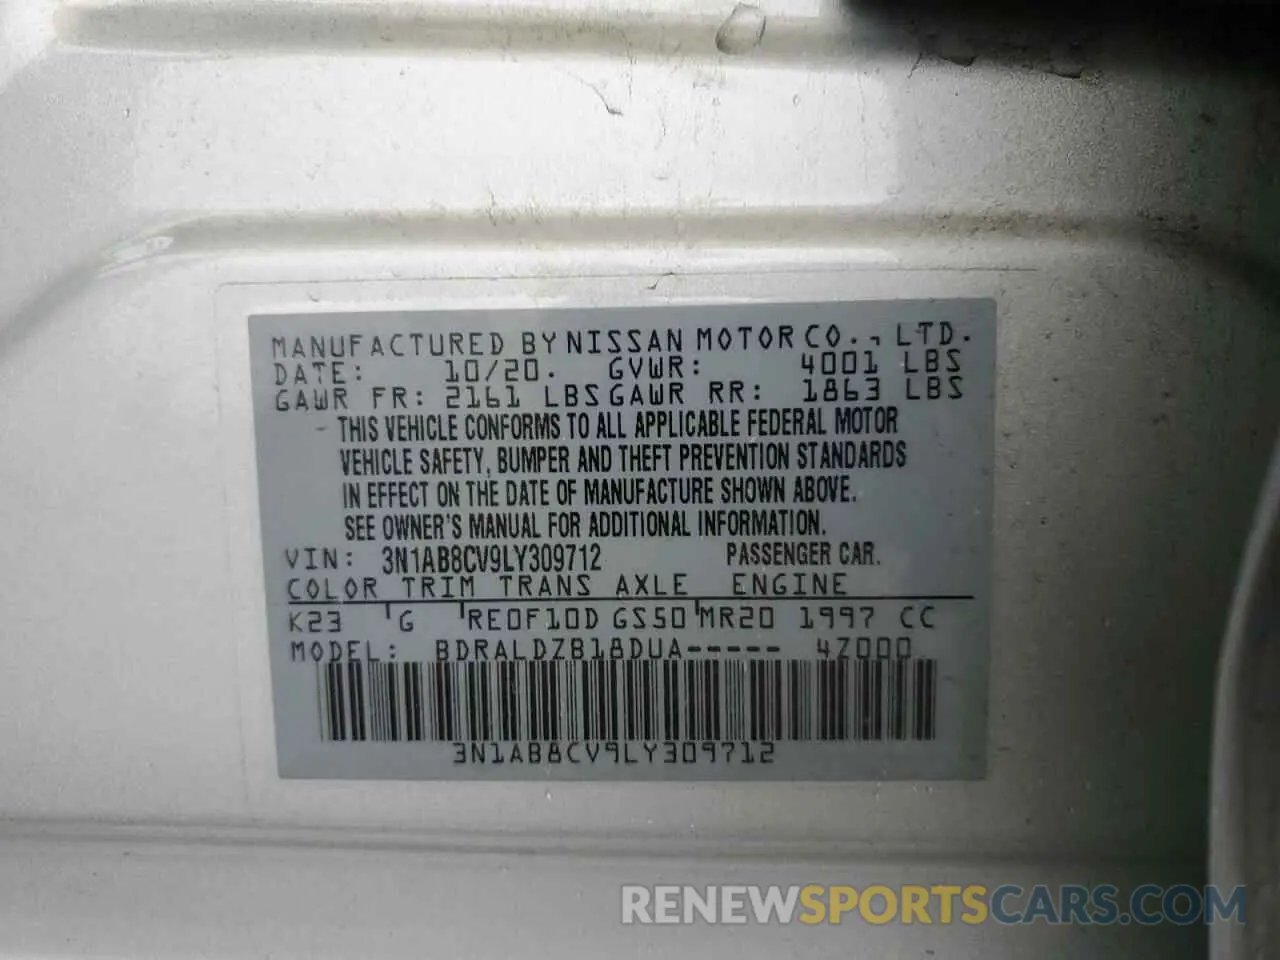 MANUFACTURED BY NISSAN MOTOR CO., LTD.
DATE: 10/20. GVWR: 4001 LBS
GAWR FR: 2161 LBS GAWR RR: 1863 LBS
THIS VEHICLE CONFORMS TO ALL APPLICABLE FEDERAL MOTOR
VEHICLE SAFETY, BUMPER AND THEFT PREVENTION STANDARDS
IN EFFECT ON THE DATE OF MANUFACTURE SHOWN ABOVE.
SEE OWNER'S MANUAL FOR ADDITIONAL INFORMATION.
VIN: 3N1AB8CV9LY309712 PASSENGER CAR.
COLOR TRIM TRANS AXLE ENGINE
K23 G RE0F10D GS50 MR20 1997 CC
MODEL: BDRALDZB18DUA----- 4Z000
3N1AB8CV9LY309712
RENEWSPORTSCARS.COM